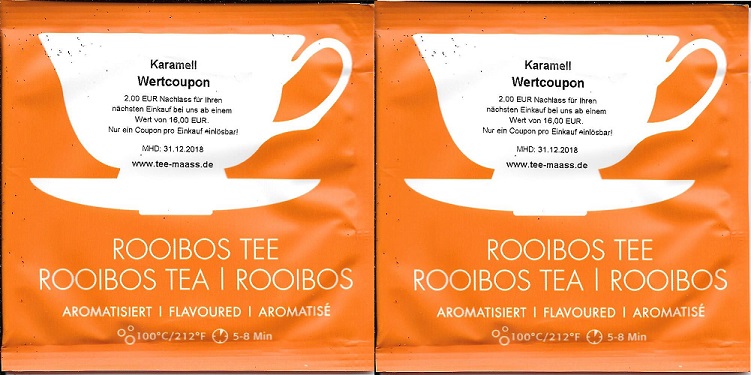 Karamell
Wertcoupon
2,00 EUR Nachlass für Ihren
nächsten Einkauf bei uns ab einem
Wert von 16,00 EUR.
Nur ein Coupon pro Einkauf einlösbar!
MHD: 31.12.2018
www.tee-maass.de
ROOIBOS TEE
ROOIBOS TEA | ROOIBOS
AROMATISIERT | FLAVOURED | AROMATISÉ
100°C/212°F 5-8 Min
Karamell
Wertcoupon
2,00 EUR Nachlass für Ihren
nächsten Einkauf bei uns ab einem
Wert von 16,00 EUR.
Nur ein Coupon pro Einkauf einlösbar!
MHD: 31.12.2018
www.tee-maass.de
ROOIBOS TEE
ROOIBOS TEA | ROOIBOS
AROMATISIERT | FLAVOURED | AROMATISÉ
100°C/212°F 5-8 Min